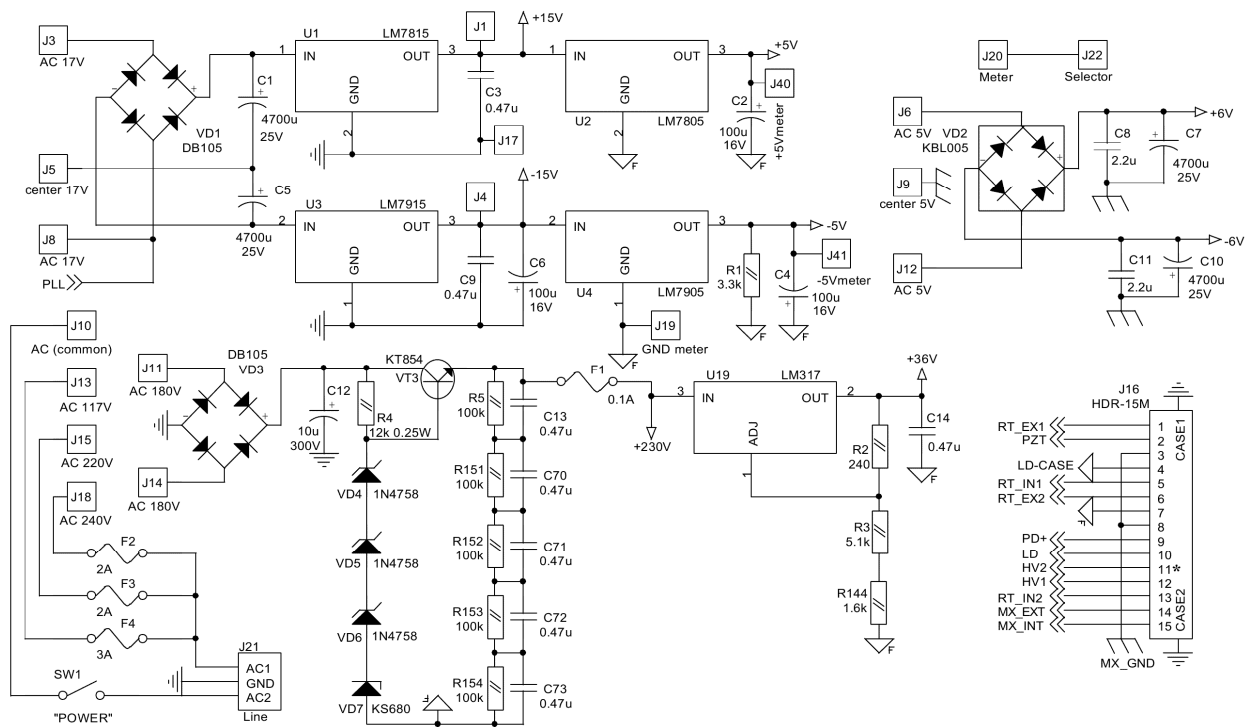 J3
AC 17V
VD1
DB105
C1
+
4700u
25V
J5
center 17V
C5
+
4700u
25V
J8
AC 17V
PLL
U1 LM7815
1 IN OUT 3
GND
2
J1
+15V
C3
0.47u
J17
1 IN OUT 3
GND
U2 LM7805
2
F
+5V
J40
+5Vmeter
C2
+
100u
16V
F
U3 LM7915
2 IN OUT 3
GND
1
J4
-15V
C9
0.47u
C6
100u
16V
+
2 IN OUT 3
GND
U4 LM7905
1
J19
GND meter
F
-5V
J41
-5Vmeter
R1
3.3k
C4
100u
16V
+
F F
J20 J22
Meter Selector
J6
AC 5V
VD2
KBL005
- +
J9
center 5V
J12
AC 5V
+6V
C8
2.2u
C7
+
4700u
25V
-6V
C11
2.2u
C10
+
4700u
25V
J10
AC (common)
J13
AC 117V
J15
AC 220V
J18
AC 240V
F2
2A
F3
2A
F4
3A
J21
AC1
GND
AC2
Line
SW1
"POWER"
J11
AC 180V
DB105
VD3
- +
J14
AC 180V
C12
+
10u
300V
F
R4
12k 0.25W
KT854
VT3
VD4 1N4758
VD5 1N4758
VD6 1N4758
VD7 KS680
F
R5
100k
C13
0.47u
R151
100k
C70
0.47u
R152
100k
C71
0.47u
R153
100k
C72
0.47u
R154
100k
C73
0.47u
F1
0.1A
+230V
U19 LM317
3 IN OUT 2
ADJ
1
+36V
C14
0.47u
F
R2
240
R3
5.1k
R144
1.6k
F
J16
HDR-15M
CASE1
RT_EX1 1
PZT 2
3
LD-CASE 4
RT_IN1 5
RT_EX2 6
F 7
8
PD+ 9
LD 10
HV2 11*
HV1 12
RT_IN2 13
MX_EXT 14
MX_INT 15
CASE2
MX_GND